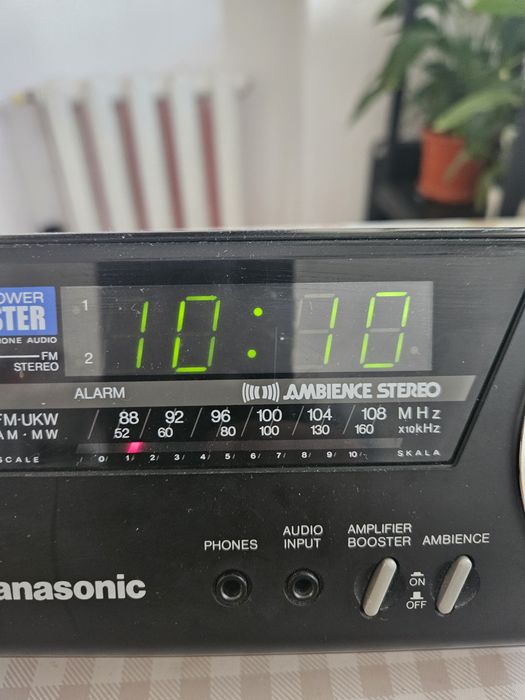 OWER
STER
HONE AUDIO
FM
STEREO
1
2
10:10
ALARM
AMBIENCE STEREO
FM·UKW 88 / 92 / 96 / 100 / 104 / 108 MHz
AM·MW 52 60 80 100 130 160 x10kHz
SCALE 0/ 1/ 2/ 3/ 4/ 5/ 6/ 7/ 8/ 9/ 10/ SKALA
PHONES
AUDIO
INPUT
AMPLIFIER
BOOSTER
AMBIENCE
ON
OFF
anasonic